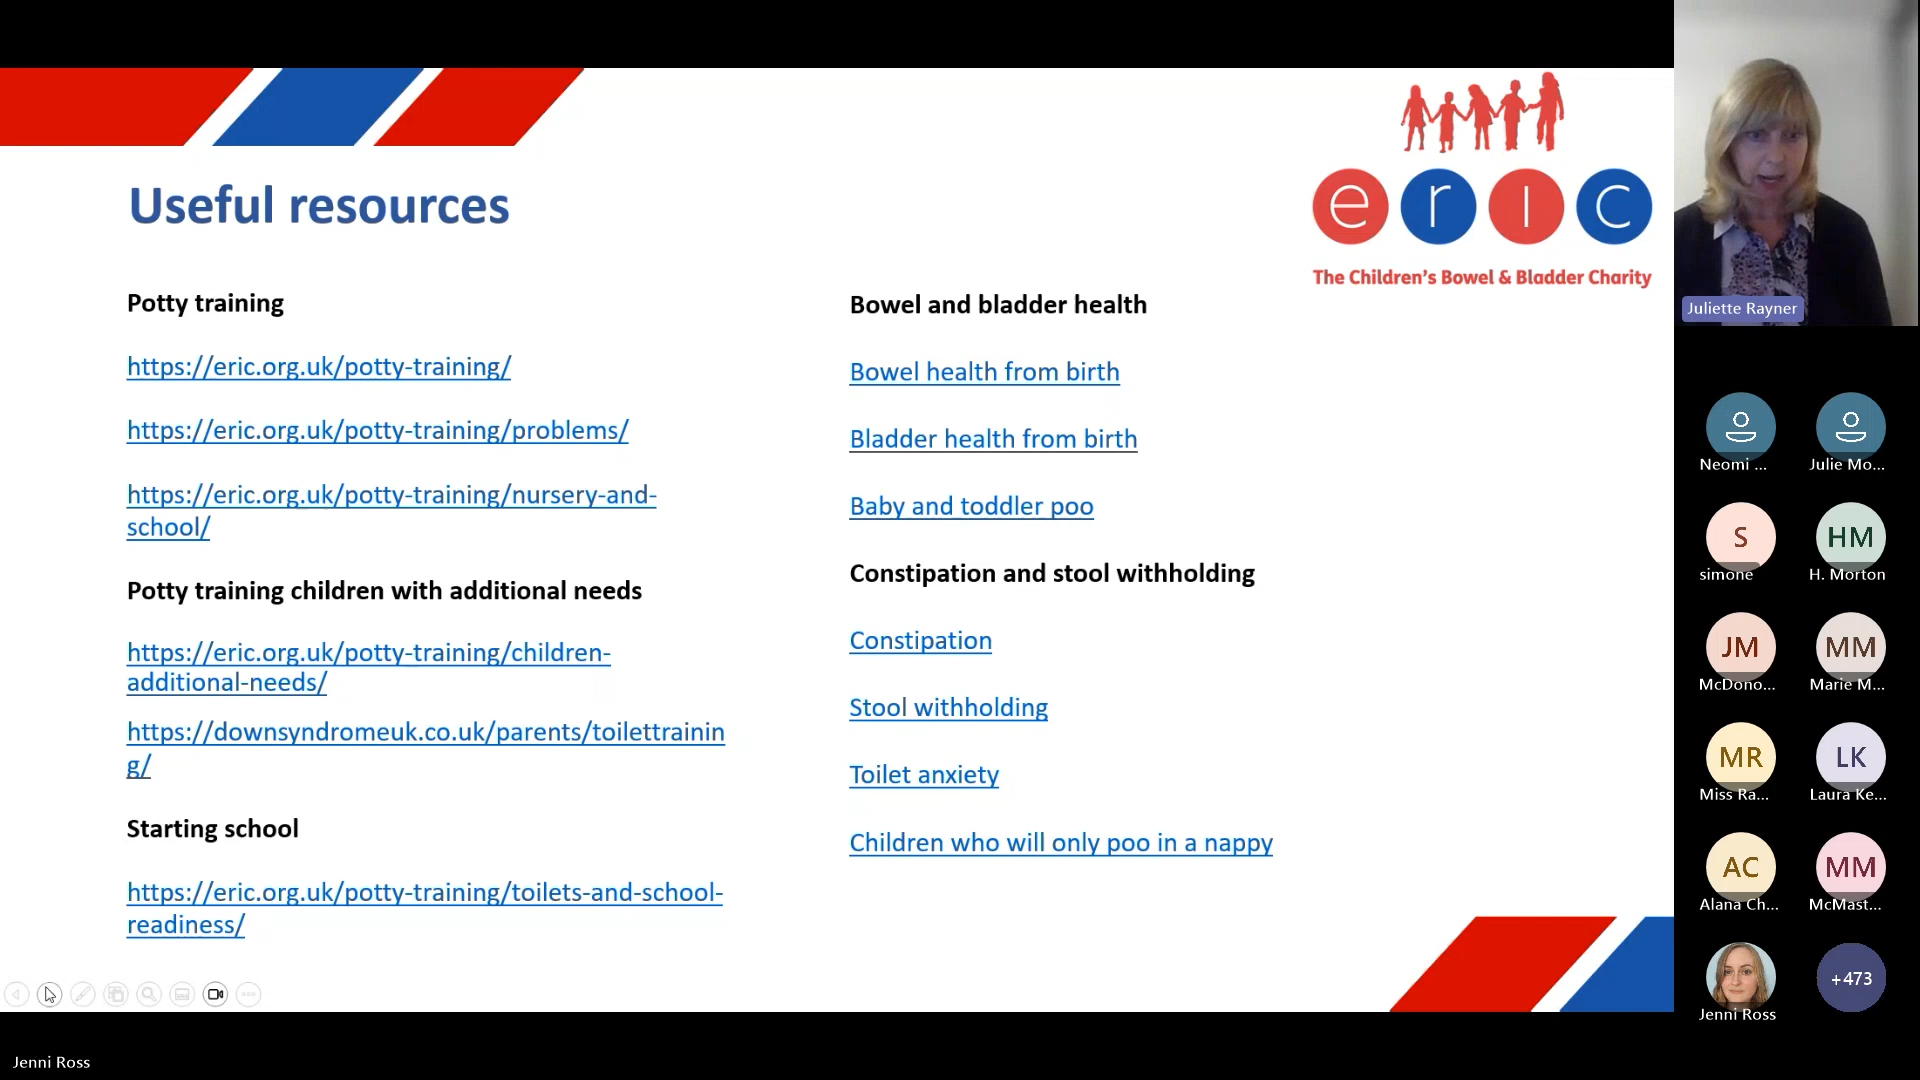 Useful resources
Potty training
https://eric.org.uk/potty-training/
https://eric.org.uk/potty-training/problems/
https://eric.org.uk/potty-training/nursery-and-
school/
Potty training children with additional needs
https://eric.org.uk/potty-training/children-
additional-needs/
https://downsyndromeuk.co.uk/parents/toilettrainin
g/
Starting school
https://eric.org.uk/potty-training/toilets-and-school-
readiness/
eric
The Children's Bowel & Bladder Charity
Bowel and bladder health
Bowel health from birth
Bladder health from birth
Baby and toddler poo
Constipation and stool withholding
Constipation
Stool withholding
Toilet anxiety
Children who will only poo in a nappy
Juliette Rayner
Neomi ...
Julie Mo...
S
simone
HM
H. Morton
JM
McDono...
MM
Marie M...
MR
Miss Ra...
LK
Laura Ke...
AC
Alana Ch...
MM
McMast...
Jenni Ross
+473
Jenni Ross